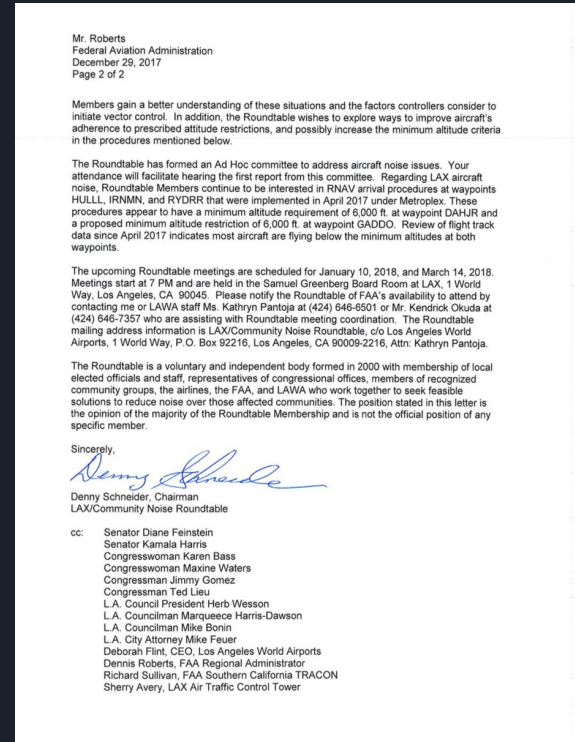 Mr. Roberts
Federal Aviation Administration
December 29, 2017
Page 2 of 2
Members gain a better understanding of these situations and the factors controllers consider to
initiate vector control.  In addition, the Roundtable wishes to explore ways to improve aircraft's
adherence to prescribed attitude restrictions, and possibly increase the minimum altitude criteria
in the procedures mentioned below.
The Roundtable has formed an Ad Hoc committee to address aircraft noise issues.  Your
attendance will facilitate hearing the first report from this committee.  Regarding LAX aircraft
noise, Roundtable Members continue to be interested in RNAV arrival procedures at waypoints
HULLL, IRNMN, and RYDRR that were implemented in April 2017 under Metroplex. These
procedures appear to have a minimum altitude requirement of 6,000 ft. at waypoint DAHJR and
a proposed minimum altitude restriction of 6,000 ft. at waypoint GADDO.  Review of flight track
data since April 2017 indicates most aircraft are flying below the minimum altitudes at both
waypoints.
The upcoming Roundtable meetings are scheduled for January 10, 2018, and March 14, 2018.
Meetings start at 7 PM and are held in the Samuel Greenberg Board Room at LAX, 1 World
Way, Los Angeles, CA  90045.  Please notify the Roundtable of FAA's availability to attend by
contacting me or LAWA staff Ms. Kathryn Pantoja at (424) 646-6501 or Mr. Kendrick Okuda at
(424) 646-7357 who are assisting with Roundtable meeting coordination.  The Roundtable
mailing address information is LAX/Community Noise Roundtable, c/o Los Angeles World
Airports, 1 World Way, P.O. Box 92216, Los Angeles, CA 90009-2216, Attn: Kathryn Pantoja.
The Roundtable is a voluntary and independent body formed in 2000 with membership of local
elected officials and staff, representatives of congressional offices, members of recognized
community groups, the airlines, the FAA, and LAWA who work together to seek feasible
solutions to reduce noise over those affected communities. The position stated in this letter is
the opinion of the majority of the Roundtable Membership and is not the official position of any
specific member.
Sincerely,
Denny Schneider
Denny Schneider, Chairman
LAX/Community Noise Roundtable
cc: Senator Diane Feinstein
Senator Kamala Harris
Congresswoman Karen Bass
Congresswoman Maxine Waters
Congressman Jimmy Gomez
Congressman Ted Lieu
L.A. Council President Herb Wesson
L.A. Councilman Marqueece Harris-Dawson
L.A. Councilman Mike Bonin
L.A. City Attorney Mike Feuer
Deborah Flint, CEO, Los Angeles World Airports
Dennis Roberts, FAA Regional Administrator
Richard Sullivan, FAA Southern California TRACON
Sherry Avery, LAX Air Traffic Control Tower